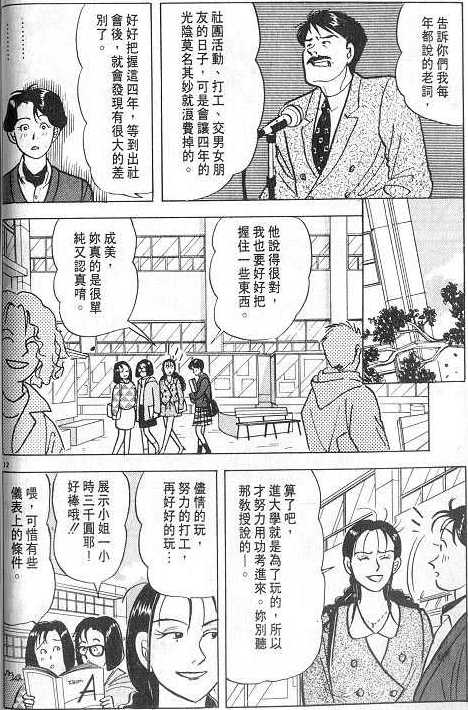 告訴你們我每
年都說的老詞
社團活動、打工、交男女朋
友的日子，可是會讓四年的
光陰莫名其妙就浪費掉的。
好好把握這四年，等到出社
會後，就會發現有很大的差
別了。
…………
他說得很對，
我也要好好把
握住一些東西。
成美，
妳真的是很單
純又認真唷。
12
算了吧，
進大學就是為了玩的，所以
才努力用功考進來。妳別聽
那教授說的—。
儘情的玩，
努力的打工，
再好好的玩…
展示小姐一小
時三千圓耶！
好棒哦!!
喂，可惜有些
儀表上的條件。
A